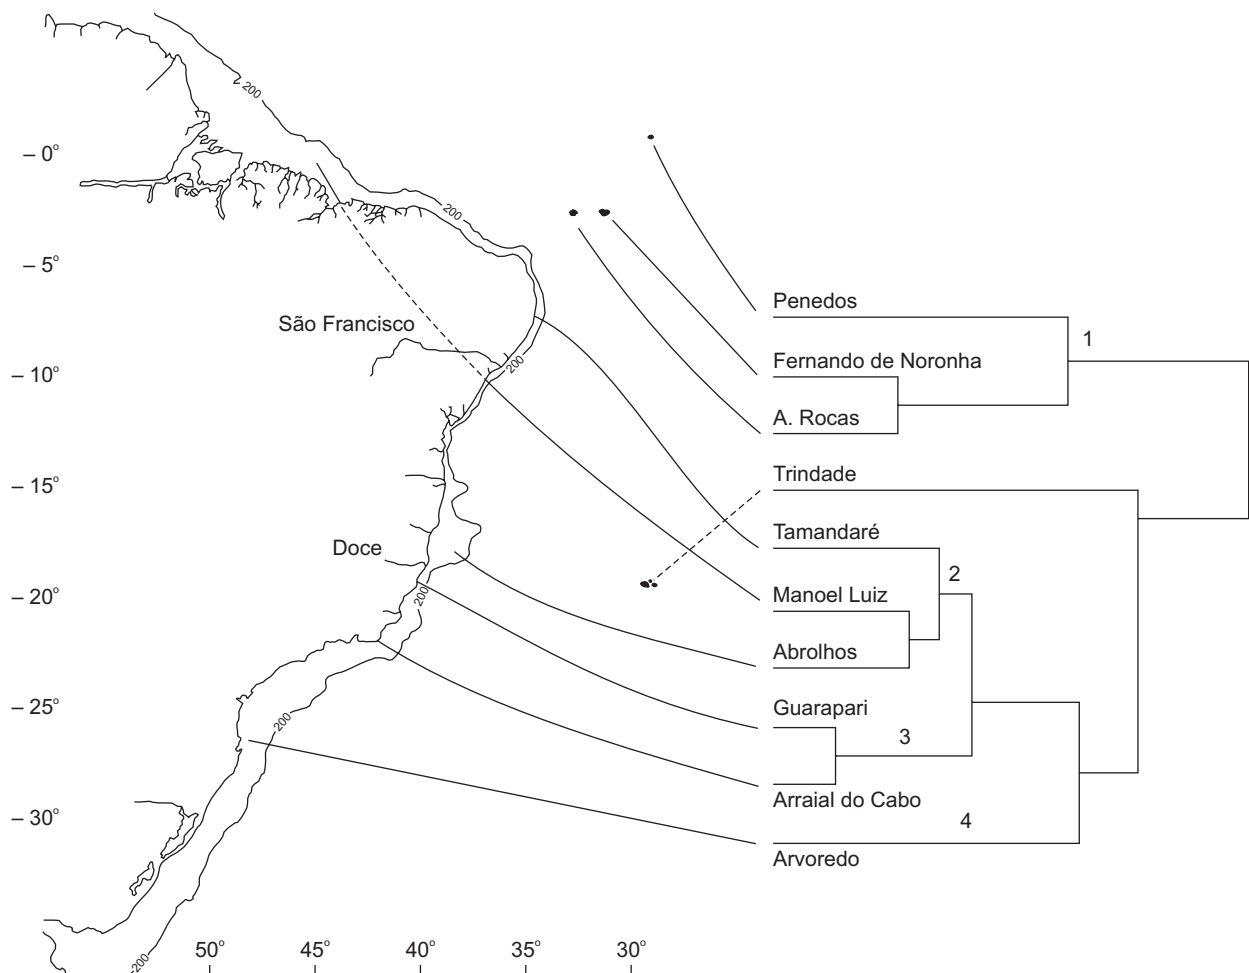 200
– 0°
200
– 5°
Penedos
1
São Francisco
Fernando de Noronha
200
– 10°
A. Rocas
Trindade
– 15°
Tamandaré
Doce
2
Manoel Luiz
– 20°
200
Abrolhos
Guarapari
– 25°
200
3
Arraial do Cabo
– 30°
4
Arvoredo
50° 45° 40° 35° 30°
200